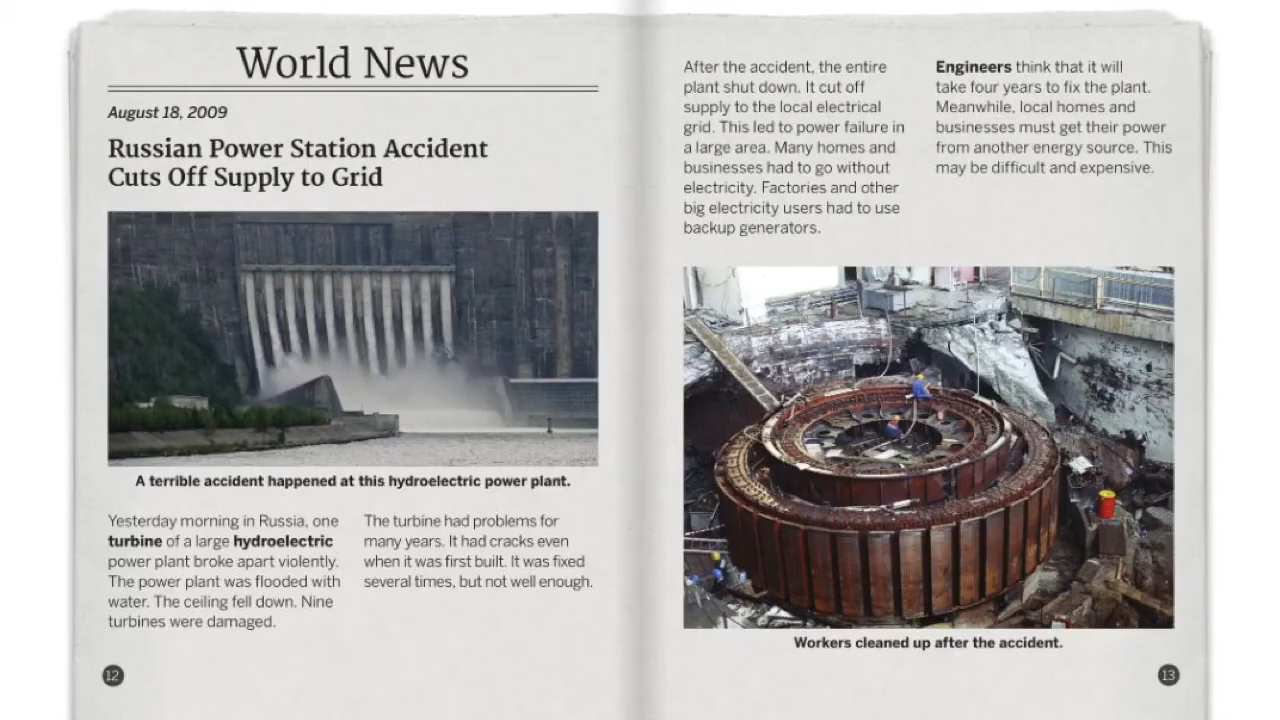 World News
August 18, 2009
Russian Power Station Accident
Cuts Off Supply to Grid
A terrible accident happened at this hydroelectric power plant.
Yesterday morning in Russia, one
turbine of a large hydroelectric
power plant broke apart violently.
The power plant was flooded with
water. The ceiling fell down. Nine
turbines were damaged.
The turbine had problems for
many years. It had cracks even
when it was first built. It was fixed
several times, but not well enough.
12
After the accident, the entire
plant shut down. It cut off
supply to the local electrical
grid. This led to power failure in
a large area. Many homes and
businesses had to go without
electricity. Factories and other
big electricity users had to use
backup generators.
Engineers think that it will
take four years to fix the plant.
Meanwhile, local homes and
businesses must get their power
from another energy source. This
may be difficult and expensive.
Workers cleaned up after the accident.
13